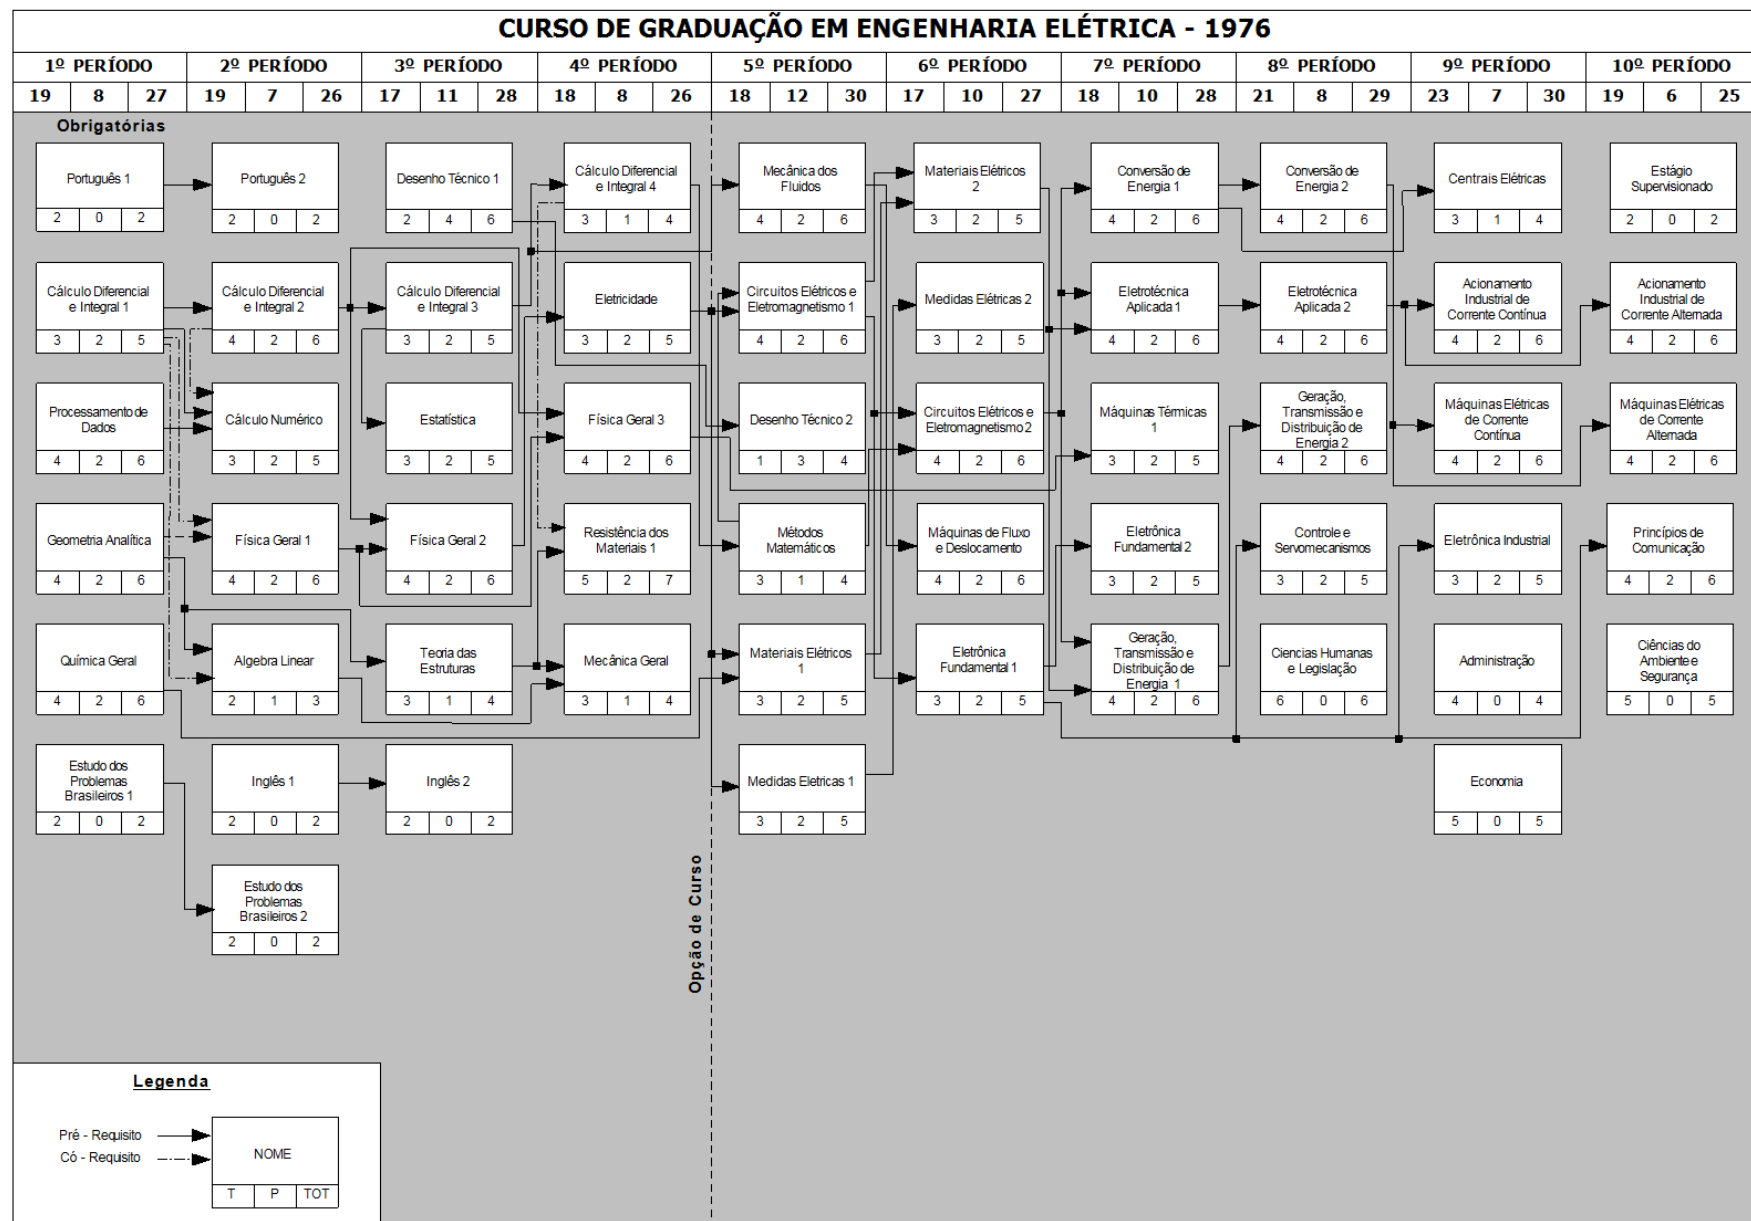 CURSO DE GRADUAÇÃO EM ENGENHARIA ELÉTRICA - 1976
1º PERÍODO
2º PERÍODO
3º PERÍODO
4º PERÍODO
5º PERÍODO
6º PERÍODO
7º PERÍODO
8º PERÍODO
9º PERÍODO
10º PERÍODO
19 8 27
19 7 26
17 11 28
18 8 26
18 12 30
17 10 27
18 10 28
21 8 29
23 7 30
19 6 25
Obrigatórias
Português 1
2 0 2
Português 2
2 0 2
Desenho Técnico 1
2 4 6
Cálculo Diferencial
e Integral 4
3 1 4
Mecânica dos
Fluidos
4 2 6
Materiais Elétricos
2
3 2 5
Conversão de
Energia 1
4 2 6
Conversão de
Energia 2
4 2 6
Centrais Elétricas
3 1 4
Estágio
Supervisionado
2 0 2
Cálculo Diferencial
e Integral 1
3 2 5
Cálculo Diferencial
e Integral 2
4 2 6
Cálculo Diferencial
e Integral 3
3 2 5
Eletricidade
3 2 5
Circuitos Elétricos e
Eletromagnetismo 1
4 2 6
Medidas Elétricas 2
3 2 5
Eletrotécnica
Aplicada 1
4 2 6
Eletrotécnica
Aplicada 2
4 2 6
Acionamento
Industrial de
Corrente Contínua
4 2 6
Acionamento
Industrial de
Corrente Alternada
4 2 6
Processamento de
Dados
4 2 6
Cálculo Numérico
3 2 5
Estatística
3 2 5
Física Geral 3
4 2 6
Desenho Técnico 2
1 3 4
Circuitos Elétricos e
Eletromagnetismo 2
4 2 6
Máquinas Térmicas
1
3 2 5
Geração,
Transmissão e
Distribuição de
Energia 2
4 2 6
Máquinas Elétricas
de Corrente
Contínua
4 2 6
Máquinas Elétricas
de Corrente
Alternada
4 2 6
Geometria Analítica
4 2 6
Física Geral 1
4 2 6
Física Geral 2
4 2 6
Resistência dos
Materiais 1
5 2 7
Métodos
Matemáticos
3 1 4
Máquinas de Fluxo
e Deslocamento
4 2 6
Eletrônica
Fundamental 2
3 2 5
Controle e
Servomecanismos
3 2 5
Eletrônica Industrial
3 2 5
Princípios de
Comunicação
4 2 6
Química Geral
4 2 6
Algebra Linear
2 1 3
Teoria das
Estruturas
3 1 4
Mecânica Geral
3 1 4
Materiais Elétricos
1
3 2 5
Eletrônica
Fundamental 1
3 2 5
Geração,
Transmissão e
Distribuição de
Energia 1
4 2 6
Ciencias Humanas
e Legislação
6 0 6
Administração
4 0 4
Ciências do
Ambiente e
Segurança
5 0 5
Estudo dos
Problemas
Brasileiros 1
2 0 2
Inglês 1
2 0 2
Inglês 2
2 0 2
Medidas Eletricas 1
3 2 5
Economia
5 0 5
Estudo dos
Problemas
Brasileiros 2
2 0 2
Opção de Curso
Legenda
Pré - Requisito
Có - Requisito
NOME
T P TOT